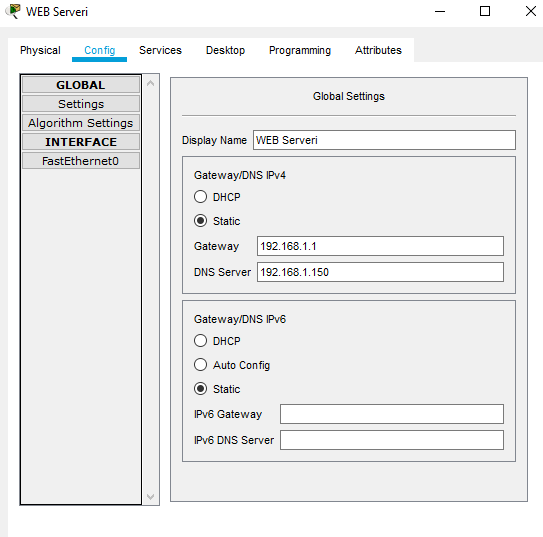 WEB Serveri
Physical Config Services Desktop Programming Attributes
GLOBAL
Settings
Algorithm Settings
INTERFACE
FastEthernet0
Global Settings
Display Name WEB Serveri
Gateway/DNS IPv4
DHCP
Static
Gateway 192.168.1.1
DNS Server 192.168.1.150
Gateway/DNS IPv6
DHCP
Auto Config
Static
IPv6 Gateway
IPv6 DNS Server